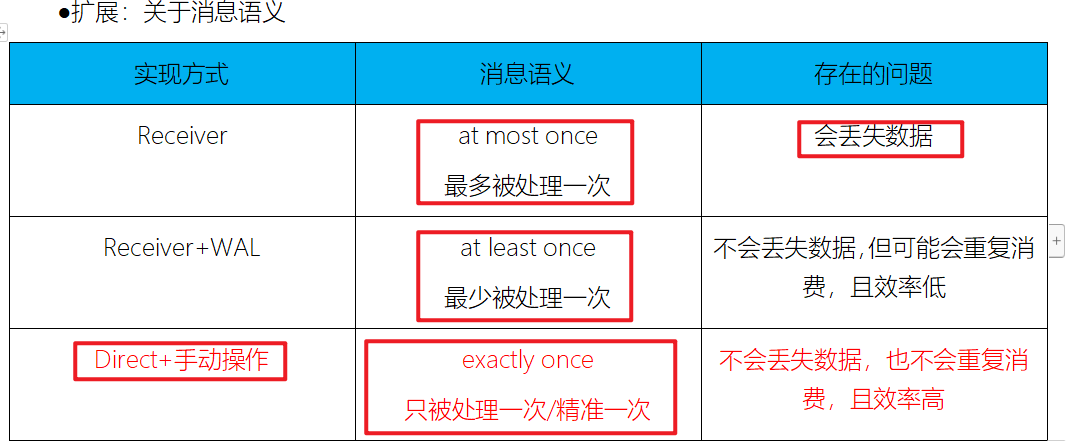 ●扩展：关于消息语义
实现方式
消息语义
存在的问题
Receiver
at most once
最多被处理一次
会丢失数据
Receiver+WAL
at least once
最少被处理一次
不会丢失数据,但可能会重复消
费，且效率低
Direct+手动操作
exactly once
只被处理一次/精准一次
不会丢失数据，也不会重复消
费，且效率高